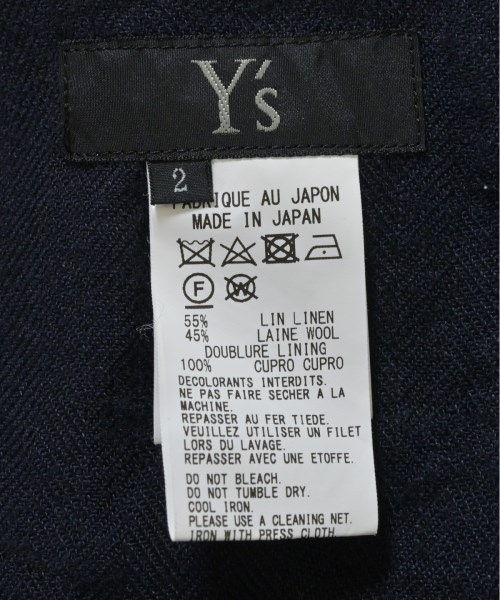 Y's
2
FABRIQUE AU JAPON
MADE IN JAPAN
F
W
55% LIN LINEN
45% LAINE WOOL
DOUBLURE LINING
100% CUPRO CUPRO
DECOLORANTS INTERDITS.
NE PAS FAIRE SECHER A LA
MACHINE.
REPASSER AU FER TIEDE.
VEUILLEZ UTILISER UN FILET
LORS DU LAVAGE.
REPASSER AVEC UNE ETOFFE.
DO NOT BLEACH.
DO NOT TUMBLE DRY.
COOL IRON.
PLEASE USE A CLEANING NET.
IRON WITH PRESS CLOTH